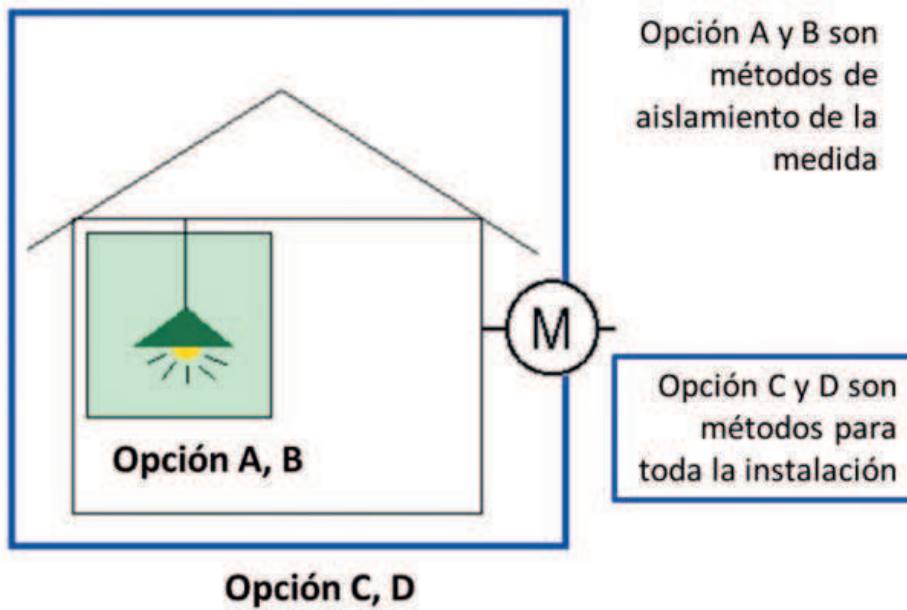 Opción A y B son
métodos de
aislamiento de la
medida
M
Opción C y D son
métodos para
toda la instalación
Opción A, B
Opción C, D